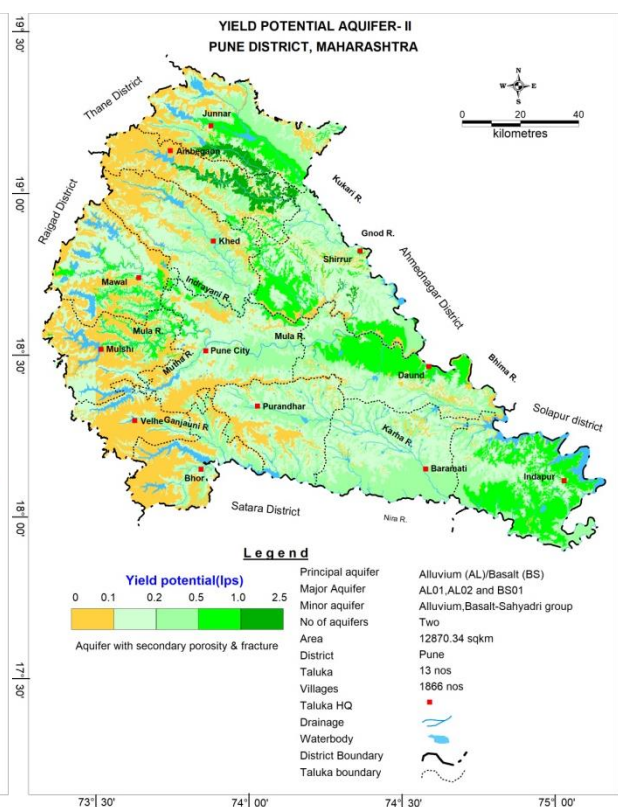 YIELD POTENTIAL AQUIFER- II
PUNE DISTRICT, MAHARASHTRA
19° 30'
19° 00'
18° 30'
18° 00'
17° 30'
N
W E
S
0 20 40
kilometres
Thane District
Junnar
Ambegaon
Kukari R.
Raigad District
Gnod R.
Khed
Shirrur
Ahmednagar District
Mawal
Indrayani R.
Mula R.
Mula R.
Mulshi
Pune City
Mutha R.
Daund
Bhima R.
Purandhar
Solapur district
Velhe
Ganjauni R
Karha R.
Baramati
Indapur
Bhor
Satara District
Nira R.
Legend
Yield potential(lps)
0 0.1 0.2 0.5 1.0 2.5
Aquifer with secondary porosity & fracture
Principal aquifer Alluvium (AL)/Basalt (BS)
Major Aquifer AL01,AL02 and BS01
Minor aquifer Alluvium,Basalt-Sahyadri group
No of aquifers Two
Area 12870.34 sqkm
District Pune
Taluka 13 nos
Villages 1866 nos
Taluka HQ
Drainage
Waterbody
District Boundary
Taluka boundary
73° 30' 74° 00' 74° 30' 75° 00'